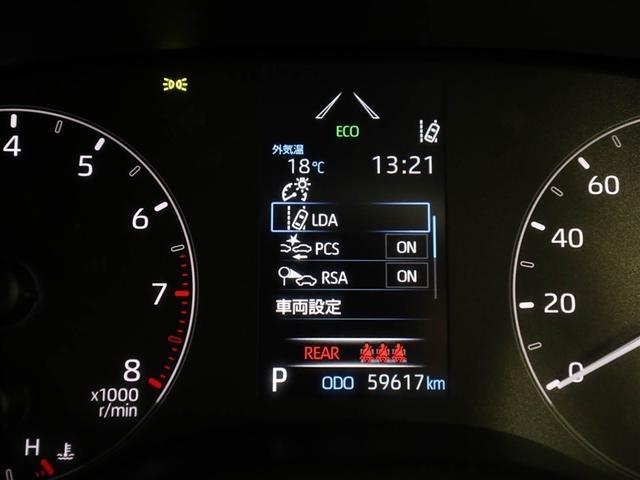 ECO
外気温
18℃ 13:21
LDA
PCS ON
RSA ON
車両設定
REAR
P ODO 59617km
4
5
6
7
8
x1000
r/min
H
60
40
20
0